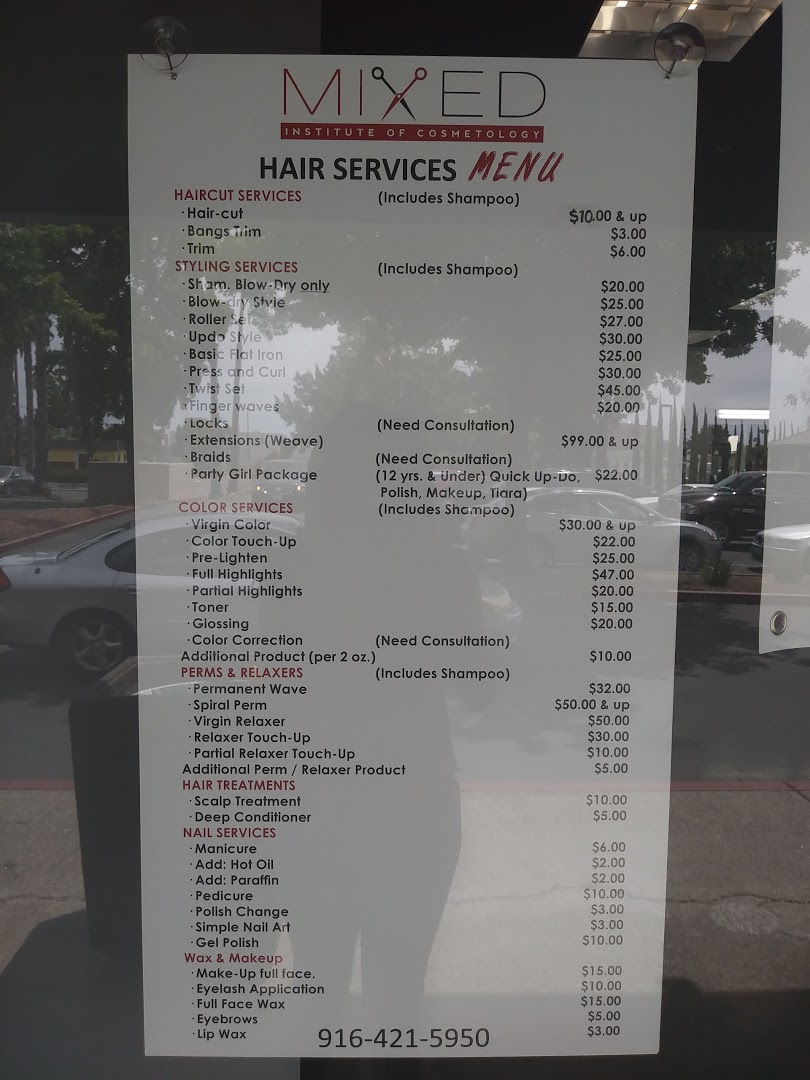 MIXED
INSTITUTE OF COSMETOLOGY
HAIR SERVICES MENU
HAIRCUT SERVICES (Includes Shampoo)
·Hair-cut $10.00 & up
·Bangs Trim $3.00
·Trim $6.00
STYLING SERVICES (Includes Shampoo)
·Sham. Blow-Dry only $20.00
·Blow-dry Style $25.00
·Roller Set $27.00
·Updo Style $30.00
·Basic Flat Iron $25.00
·Press and Curl $30.00
·Twist Set $45.00
·Finger waves $20.00
·Locks (Need Consultation)
·Extensions (Weave) $99.00 & up
·Braids (Need Consultation)
·Party Girl Package (12 yrs. & under) Quick Up-Do, $22.00
Polish, Makeup, Tiara)
COLOR SERVICES (Includes Shampoo)
·Virgin Color $30.00 & up
·Color Touch-Up $22.00
·Pre-Lighten $25.00
·Full Highlights $47.00
·Partial Highlights $20.00
·Toner $15.00
·Glossing $20.00
·Color Correction (Need Consultation)
Additional Product (per 2 oz.) $10.00
PERMS & RELAXERS (Includes Shampoo)
·Permanent Wave $32.00
·Spiral Perm $50.00 & up
·Virgin Relaxer $50.00
·Relaxer Touch-Up $30.00
·Partial Relaxer Touch-Up $10.00
Additional Perm / Relaxer Product $5.00
HAIR TREATMENTS
·Scalp Treatment $10.00
·Deep Conditioner $5.00
NAIL SERVICES
·Manicure $6.00
·Add: Hot Oil $2.00
·Add: Paraffin $2.00
·Pedicure $10.00
·Polish Change $3.00
·Simple Nail Art $3.00
·Gel Polish $10.00
Wax & Makeup
·Make-Up full face. $15.00
·Eyelash Application $10.00
·Full Face Wax $15.00
·Eyebrows $5.00
·Lip Wax $3.00
916-421-5950